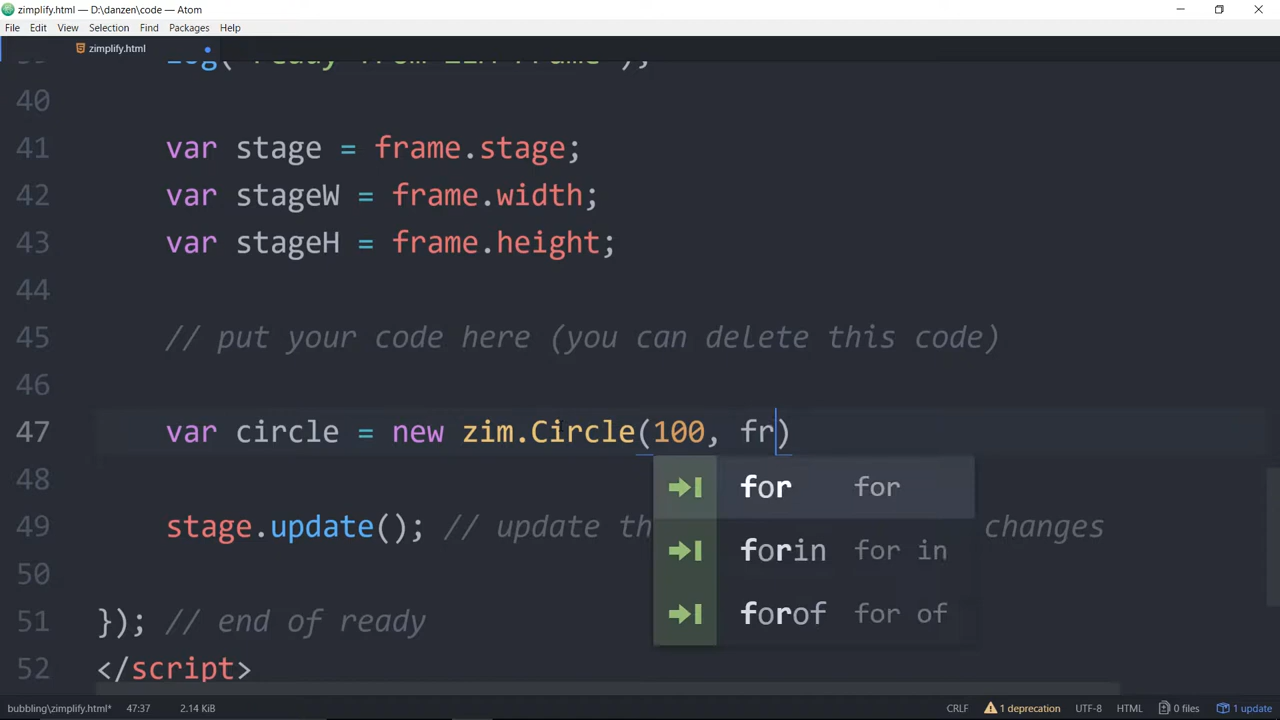 zimplify.html — D:\danzen\code — Atom
File Edit View Selection Find Packages Help
zimplify.html
40
41 var stage = frame.stage;
42 var stageW = frame.width;
43 var stageH = frame.height;
44
45 // put your code here (you can delete this code)
46
47 var circle = new zim.Circle(100, fr)
for for
48
49 stage.update(); // update th changes
forin for in
50
forof for of
51 }); // end of ready
52 </script>
bubbling\zimplify.html* 47:37 2.14 KiB CRLF 1 deprecation UTF-8 HTML 0 files 1 update